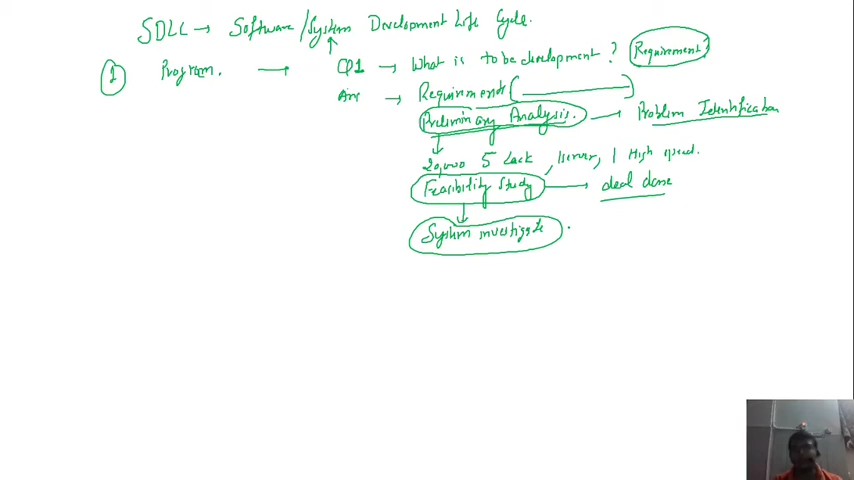 SDLC → Software/System Development Life Cycle.
1 Program. → Q1 → What is to be development? Requirement?
Ans → Requirements ( )
Preliminary Analysis. → Problem Identification
20,000 5 Lack, 1 server, 1 High speed.
Feasibility Study → deal done
System investigate